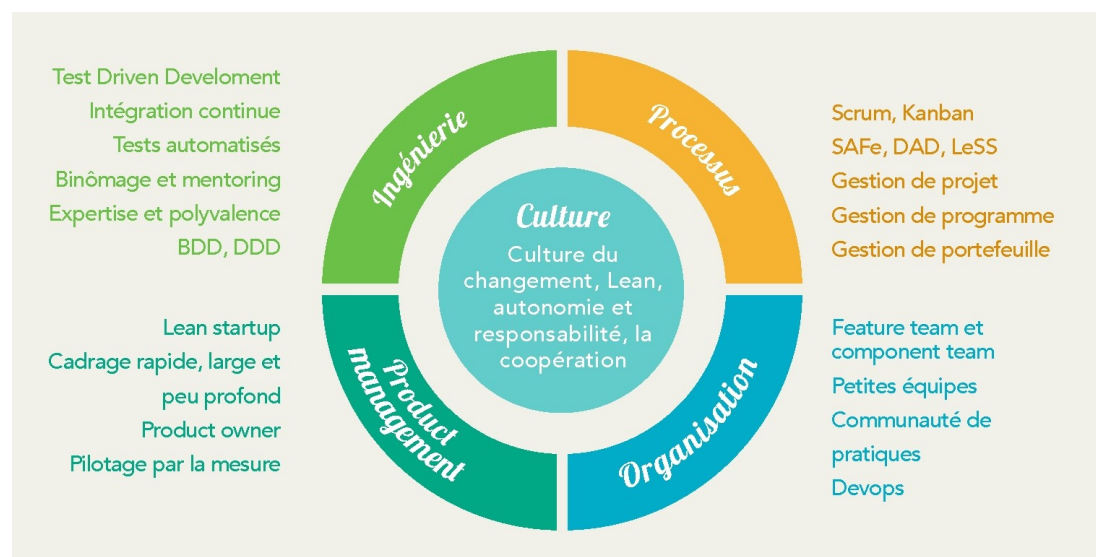 Test Driven Develoment
Intégration continue
Tests automatisés
Binômage et mentoring
Expertise et polyvalence
BDD, DDD
Ingénierie
Processus
Scrum, Kanban
SAFe, DAD, LeSS
Gestion de projet
Gestion de programme
Gestion de portefeuille
Culture
Culture du
changement, Lean,
autonomie et
responsabilité, la
coopération
Lean startup
Cadrage rapide, large et
peu profond
Product owner
Pilotage par la mesure
Product
management
Organisation
Feature team et
component team
Petites équipes
Communauté de
pratiques
Devops